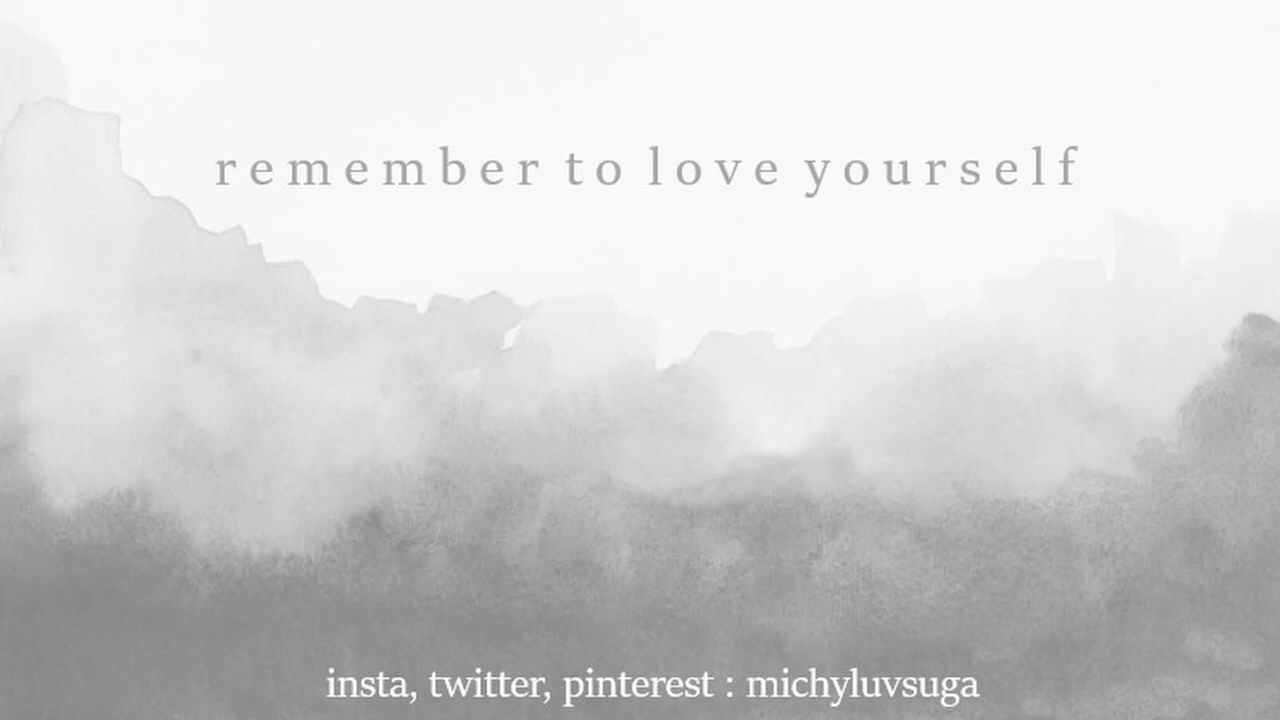 remember to love yourself
insta, twitter, pinterest : michyluvsuga